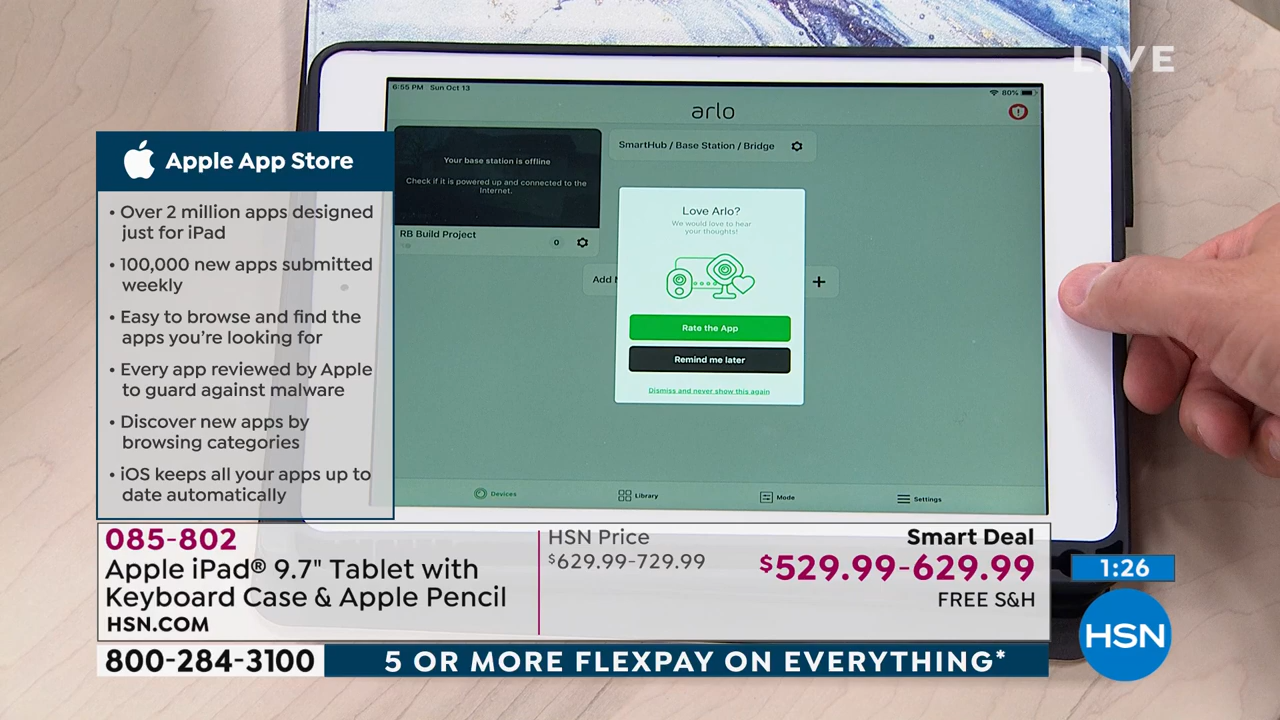 LIVE
6:55 PM Sun Oct 13
80%
arlo
Your base station is offline
Check if it is powered up and connected to the
Internet.
SmartHub / Base Station / Bridge
RB Build Project
0
Add
Love Arlo?
We would love to hear
your thoughts!
Rate the App
Remind me later
Dismiss and never show this again
Devices
Library
Mode
Settings
Apple App Store
• Over 2 million apps designed
just for iPad
• 100,000 new apps submitted
weekly
• Easy to browse and find the
apps you’re looking for
• Every app reviewed by Apple
to guard against malware
• Discover new apps by
browsing categories
• iOS keeps all your apps up to
date automatically
085-802
Apple iPad® 9.7" Tablet with
Keyboard Case & Apple Pencil
HSN.COM
HSN Price
$629.99-729.99
Smart Deal
$529.99-629.99
FREE S&H
1:26
HSN
800-284-3100
5 OR MORE FLEXPAY ON EVERYTHING*